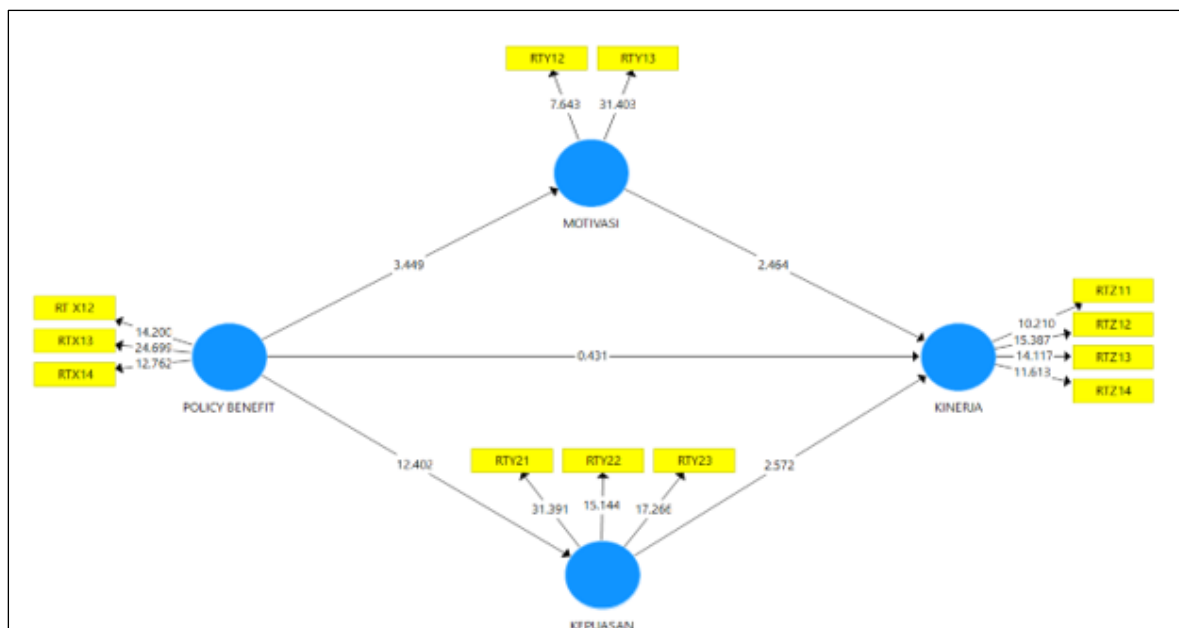 RTY12 RTY13
7.643 31.403
MOTIVASI
3.449 2.464
RT X12
RTX13
RTX14
14.200
24.699
12.762
POLICY BENEFIT
0.431
RTZ11
RTZ12
RTZ13
RTZ14
10.210
15.387
14.117
11.613
KINERJA
12.402 2.572
RTY21 RTY22 RTY23
31.391 15.144 17.266
KEPUASAN